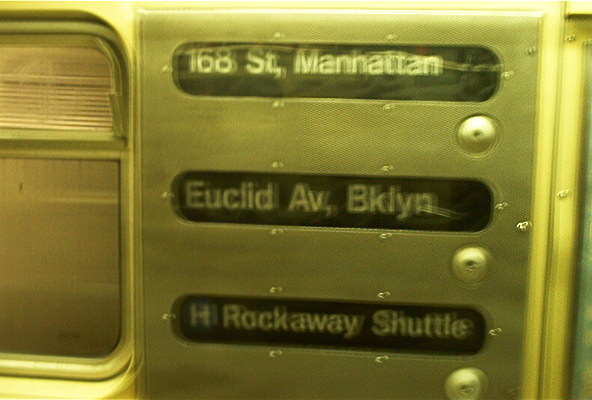 168 St, Manhattan
Euclid Av, Bklyn
H Rockaway Shuttle